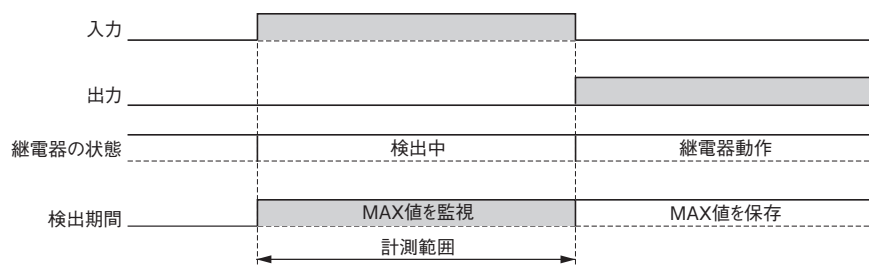 入力
出力
継電器の状態
検出中
継電器動作
検出期間
MAX値を監視
MAX値を保存
計測範囲